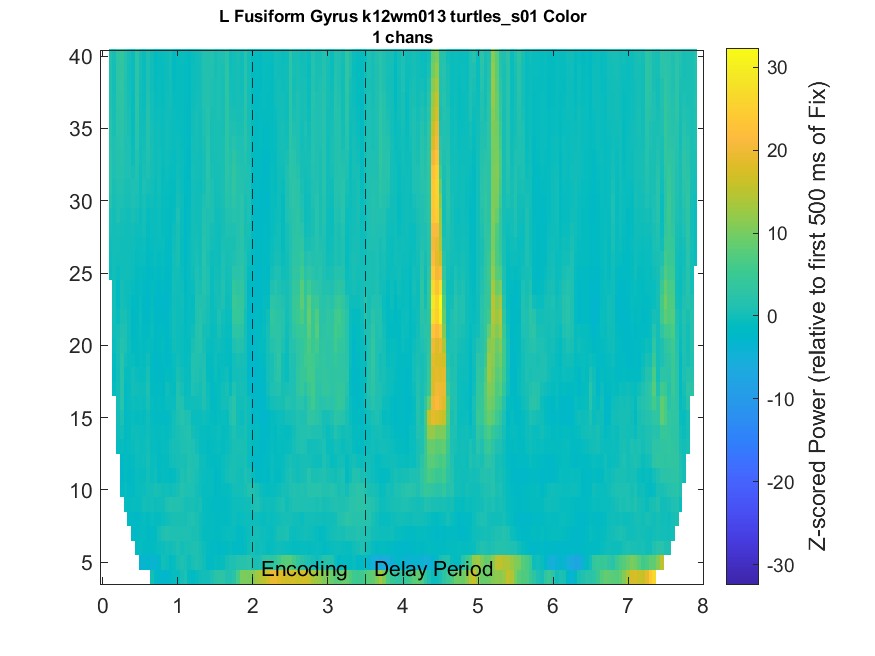 L Fusiform Gyrus k12wm013 turtles_s01 Color
1 chans
40
35
30
25
20
15
10
5
Encoding
Delay Period
0 1 2 3 4 5 6 7 8
30
20
10
0
-10
-20
-30
Z-scored Power (relative to first 500 ms of Fix)